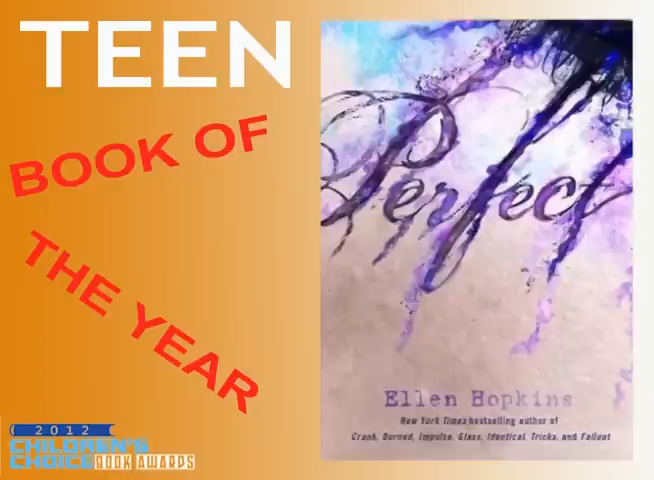 TEEN
BOOK OF
THE YEAR
2012
CHILDREN'S
CHOICE BOOK AWARDS
Perfect
Ellen Hopkins
New York Times bestselling author of
Crank, Burned, Impulse, Glass, Identical, Tricks, and Fallout